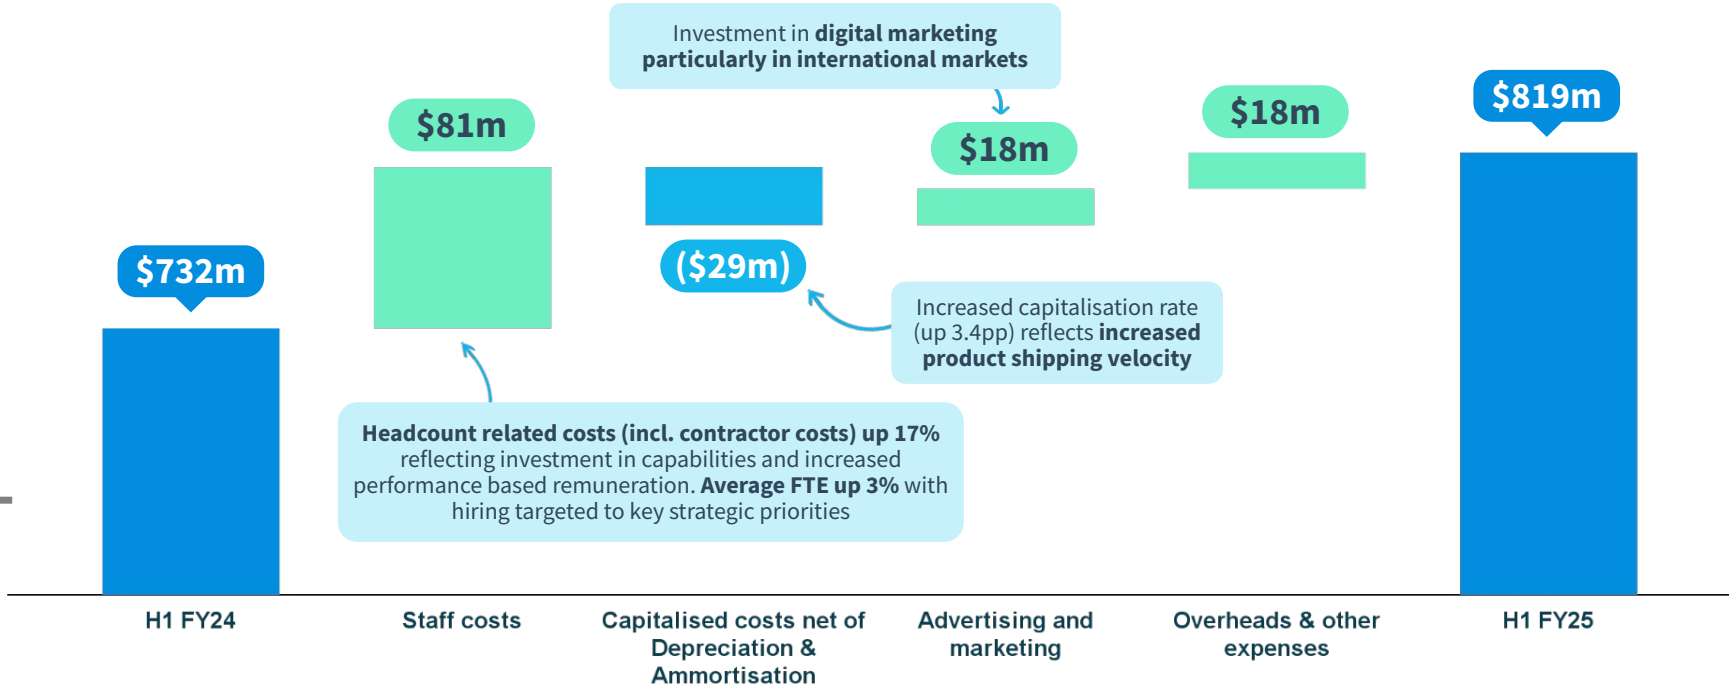 Investment in digital marketing
particularly in international markets
$819m
$18m
$81m
$18m
$732m
($29m)
Increased capitalisation rate
(up 3.4pp) reflects increased
product shipping velocity
Headcount related costs (incl. contractor costs) up 17%
reflecting investment in capabilities and increased
performance based remuneration. Average FTE up 3% with
hiring targeted to key strategic priorities
H1 FY24
Staff costs
Capitalised costs net of
Depreciation &
Ammortisation
Advertising and
marketing
Overheads & other
expenses
H1 FY25